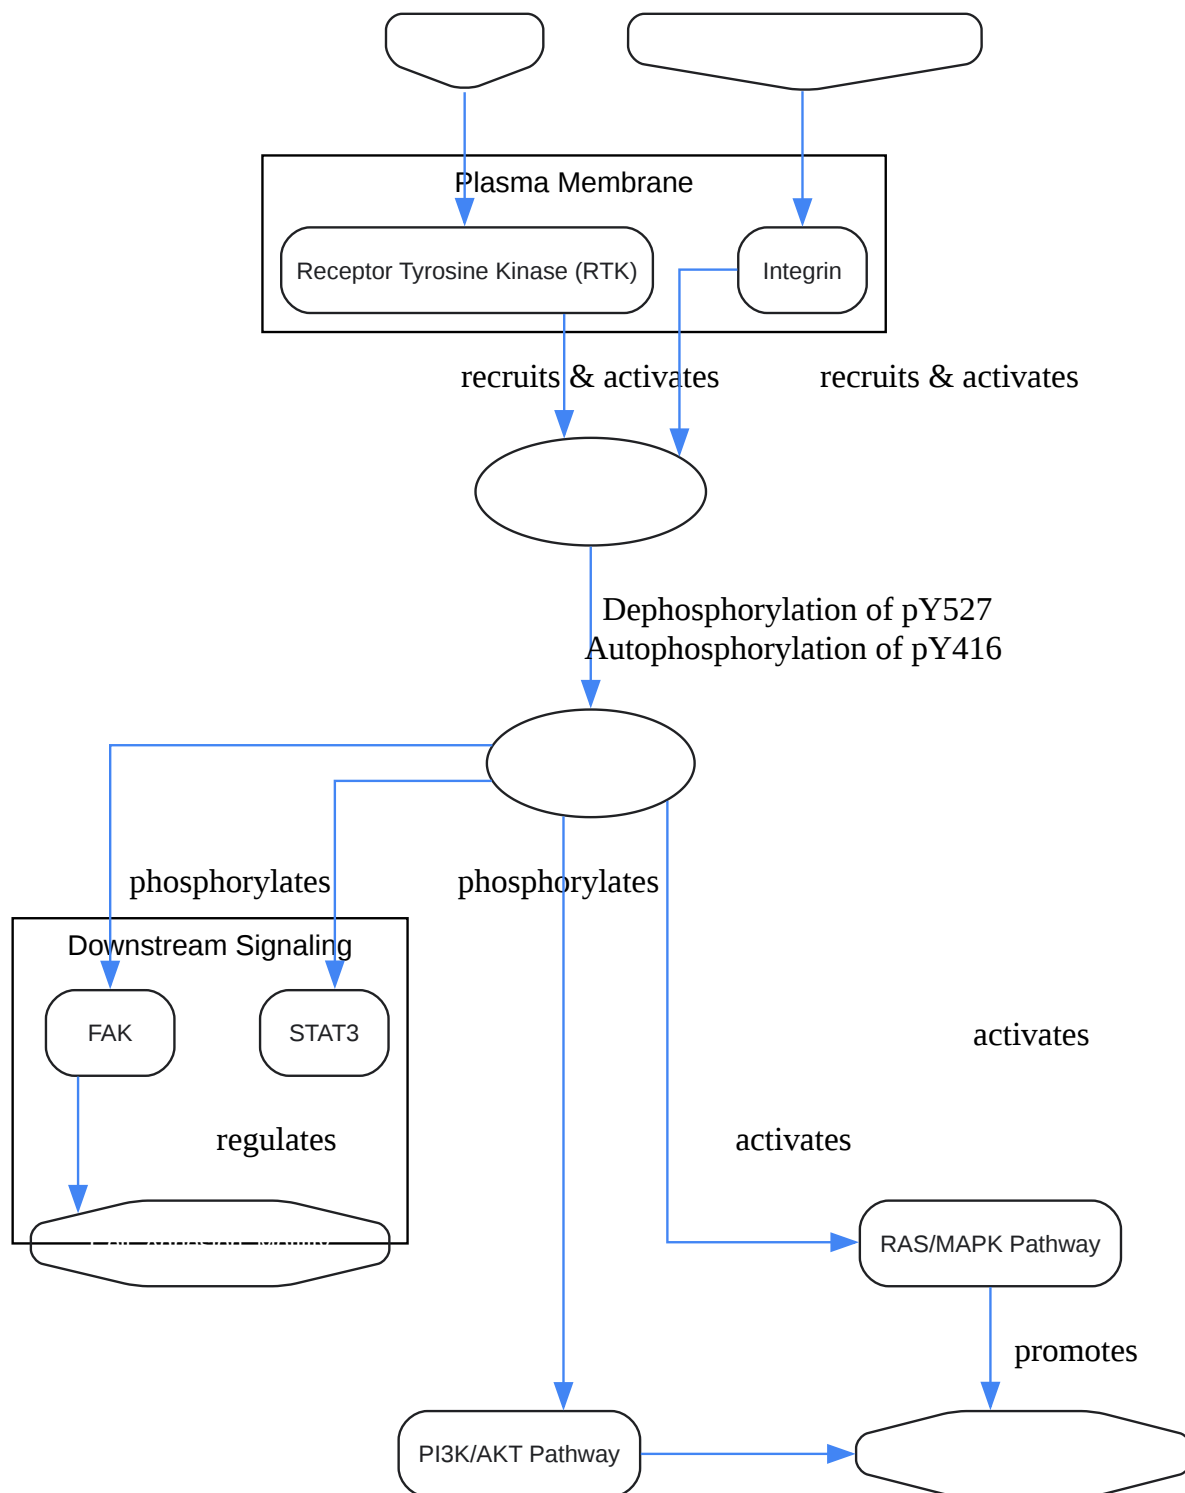 Plasma Membrane
Receptor Tyrosine Kinase (RTK)
Integrin
recruits & activates
recruits & activates
Dephosphorylation of pY527
Autophosphorylation of pY416
phosphorylates
phosphorylates
Downstream Signaling
FAK
STAT3
activates
regulates
activates
RAS/MAPK Pathway
promotes
PI3K/AKT Pathway